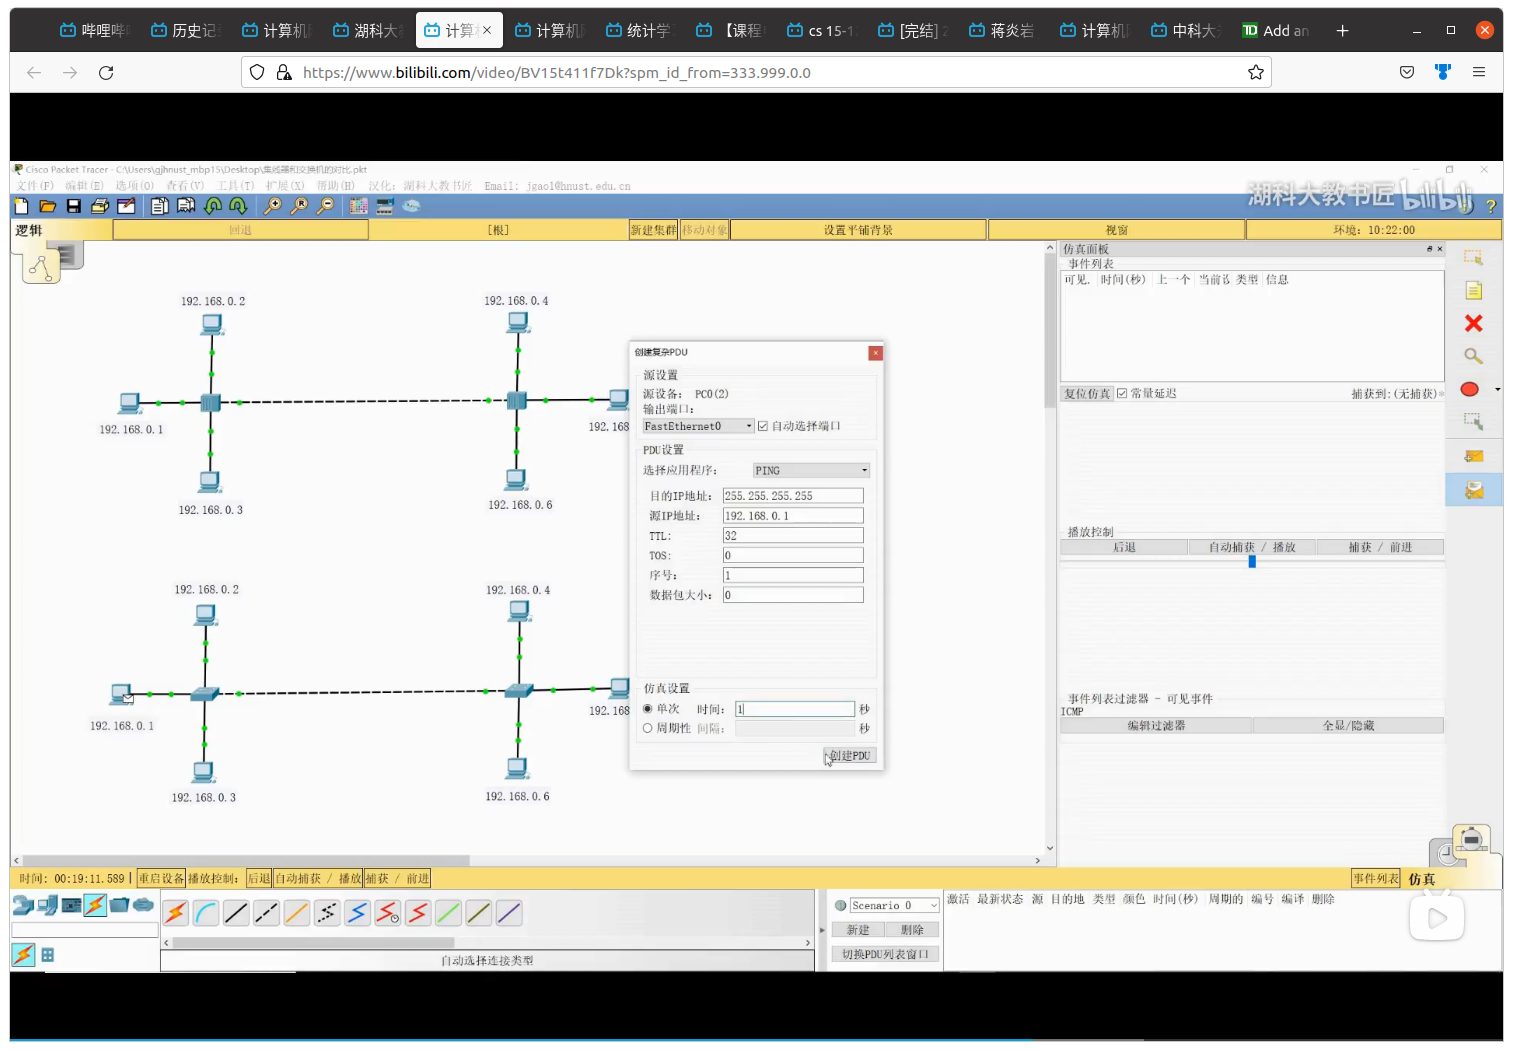 哔哩哔哩
历史记
计算机
湖科大
计算机
计算机
统计学
【课程
cs 15-1
[完结] 2
蒋炎岩
计算机
中科大
Add an
https://www.bilibili.com/video/BV15t411f7Dk?spm_id_from=333.999.0.0
Cisco Packet Tracer - C:\Users\gjhnust_mbp15\Desktop\集线器和交换机的对比.pkt
文件(F) 编辑(E) 选项(O) 查看(V) 工具(T) 扩展(X) 帮助(H) 汉化: 湖科大教书匠 Email: jgao1@hnust.edu.cn
湖科大教书匠 bilibili
逻辑 回退 [根] 新建集群 移动对象 设置平铺背景 视窗 环境: 10:22:00
192.168.0.2
192.168.0.4
192.168.0.1
192.168
192.168.0.3
192.168.0.6
192.168.0.2
192.168.0.4
192.168.0.1
192.168
192.168.0.3
192.168.0.6
创建复杂PDU
源设置
源设备: PC0(2)
输出端口:
FastEthernet0 自动选择端口
PDU设置
选择应用程序: PING
目的IP地址: 255.255.255.255
源IP地址: 192.168.0.1
TTL: 32
TOS: 0
序号: 1
数据包大小: 0
仿真设置
单次 时间: 1 秒
周期性 间隔: 秒
创建PDU
仿真面板
事件列表
可见. 时间(秒) 上一个 当前设 类型 信息
复位仿真 常量延迟 捕获到:(无捕获)
播放控制
后退 自动捕获 / 播放 捕获 / 前进
事件列表过滤器 - 可见事件
ICMP
编辑过滤器 全显/隐藏
时间: 00:19:11.589 重启设备 播放控制: 后退 自动捕获 / 播放 捕获 / 前进 事件列表 仿真
Scenario 0
新建 删除
切换PDU列表窗口
激活 最新状态 源 目的地 类型 颜色 时间(秒) 周期的 编号 编译 删除
自动选择连接类型